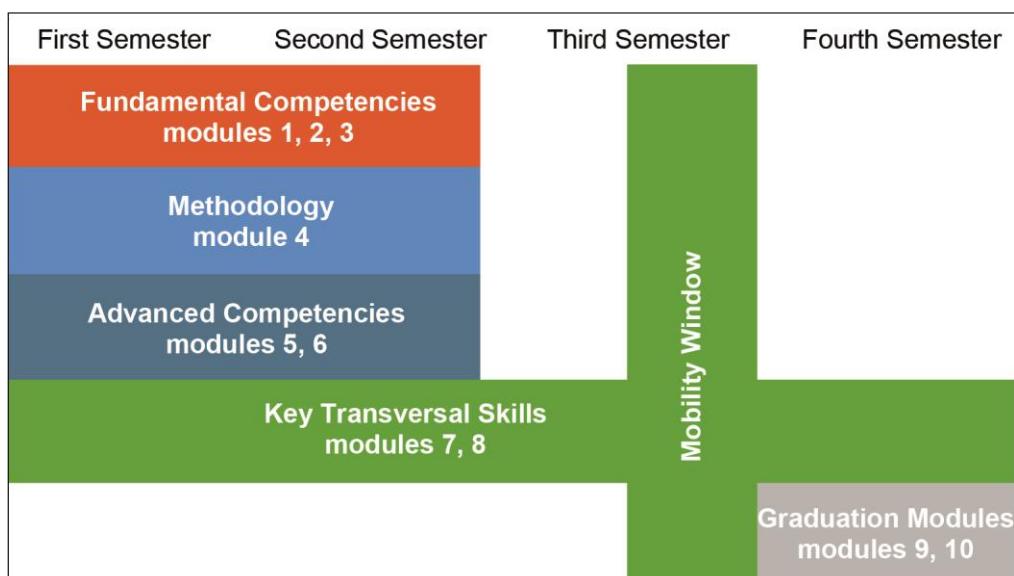 First Semester Second Semester Third Semester Fourth Semester
Fundamental Competencies
modules 1, 2, 3
Methodology
module 4
Advanced Competencies
modules 5, 6
Key Transversal Skills
modules 7, 8
Mobility Window
Graduation Modules
modules 9, 10